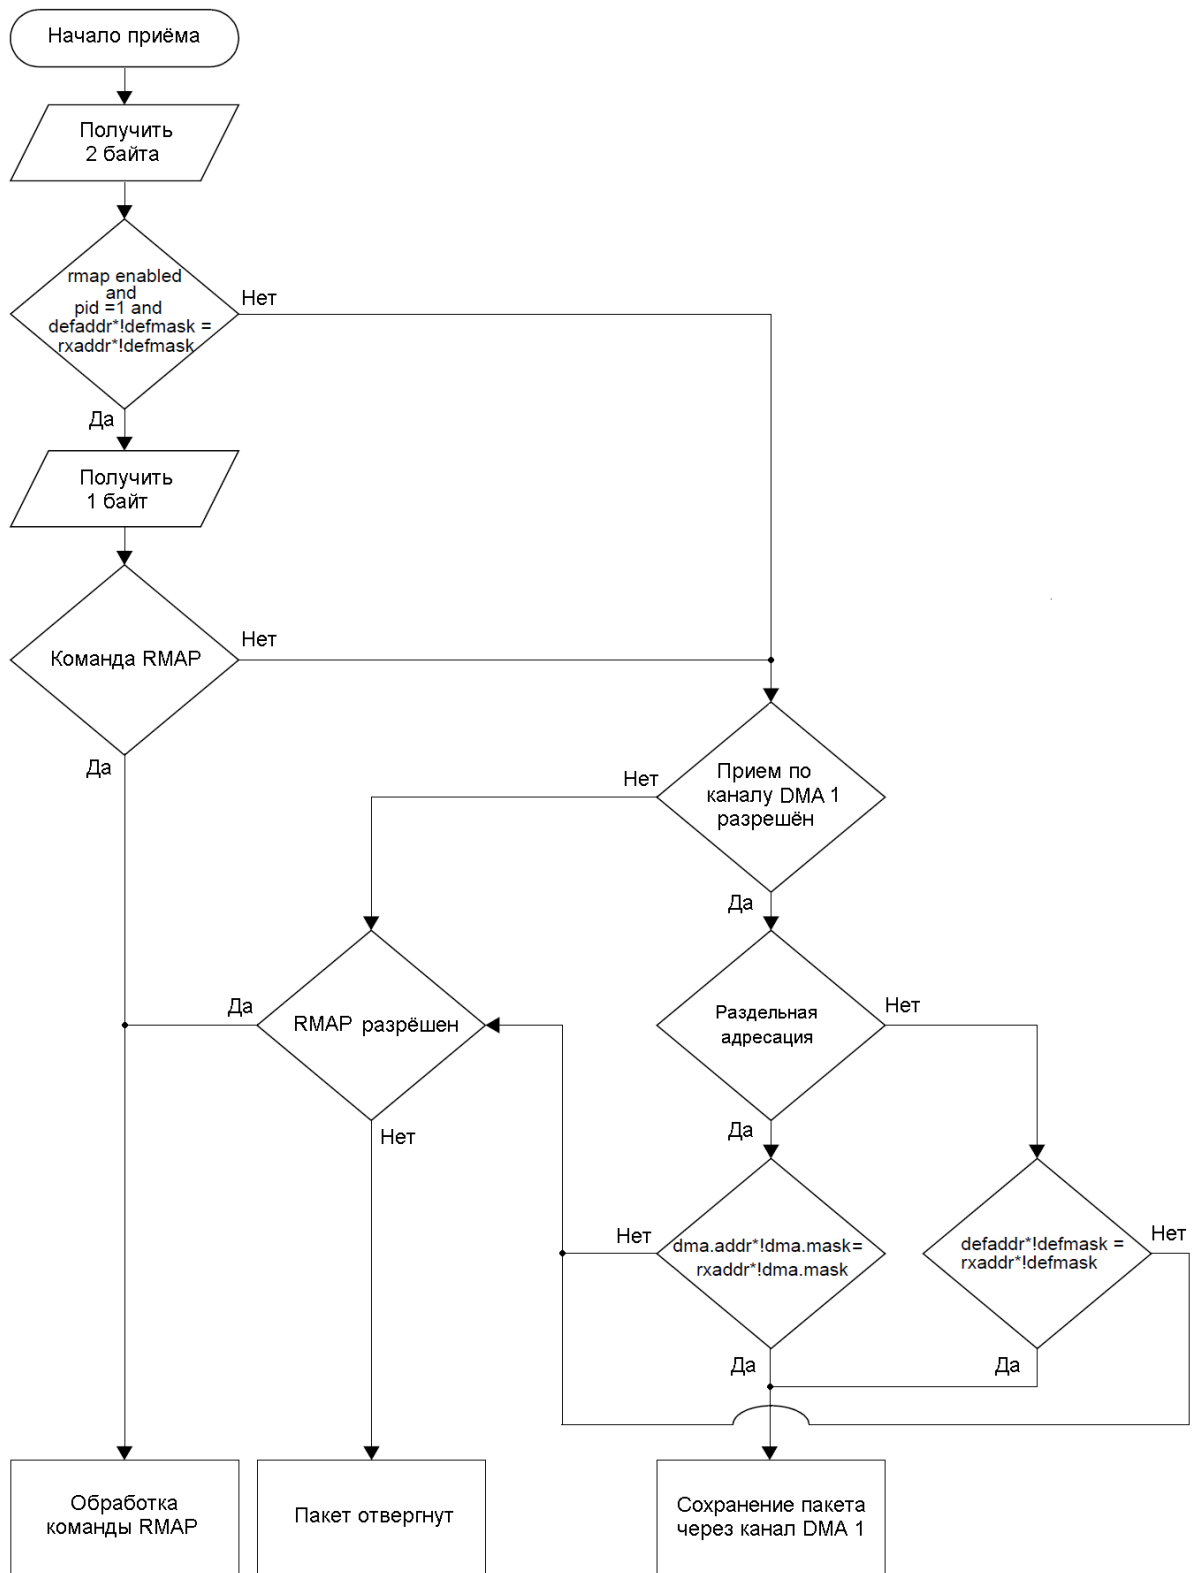 Начало приёма
Получить
2 байта
rmap enabled
and
pid =1 and
defaddr*!defmask =
rxaddr*!defmask
Нет
Да
Получить
1 байт
Команда RMAP
Нет
Да
Прием по
каналу DMA 1
разрешён
Нет
Да
RMAP разрёшен
Да
Нет
Раздельная
адресация
Нет
Да
dma.addr*!dma.mask=
rxaddr*!dma.mask
Нет
Да
defaddr*!defmask =
rxaddr*!defmask
Нет
Да
Обработка
команды RMAP
Пакет отвергнут
Сохранение пакета
через канал DMA 1